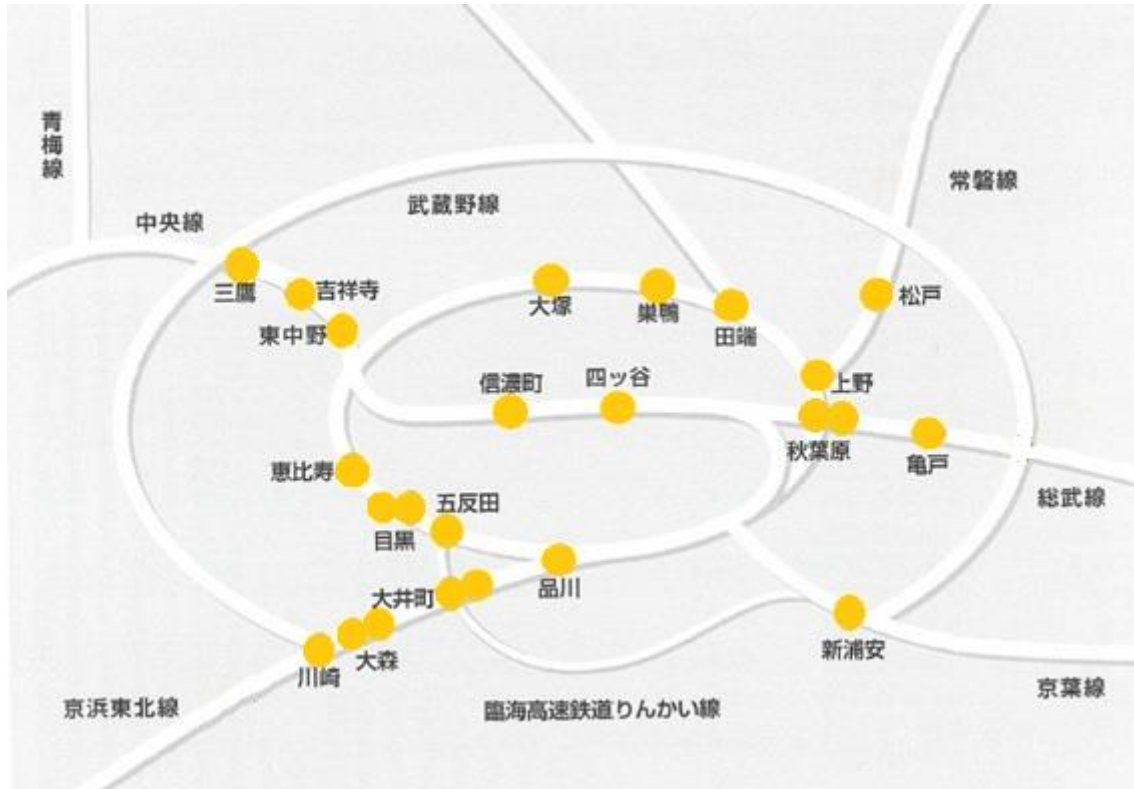 青梅線
中央線
武蔵野線
常磐線
三鷹
吉祥寺
東中野
大塚
巣鴨
田端
松戸
信濃町
四ッ谷
上野
秋葉原
亀戸
恵比寿
五反田
目黒
総武線
大井町
品川
大森
川崎
新浦安
京浜東北線
臨海高速鉄道りんかい線
京葉線